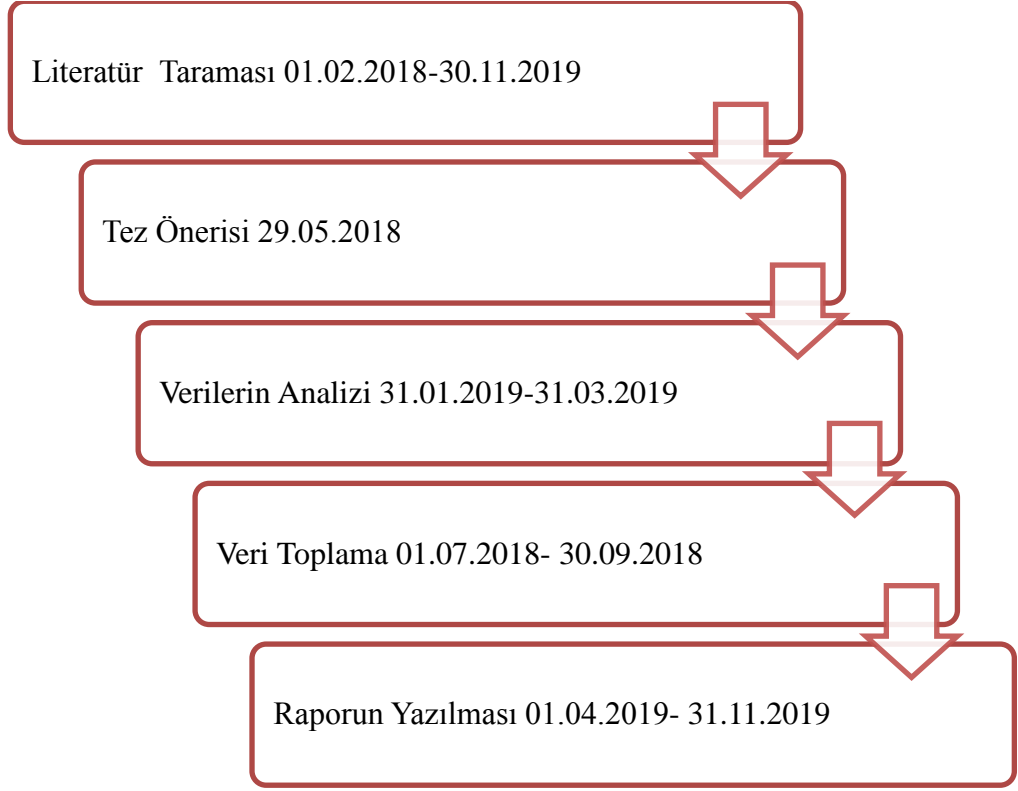 Literatür Taraması 01.02.2018-30.11.2019
Tez Önerisi 29.05.2018
Verilerin Analizi 31.01.2019-31.03.2019
Veri Toplama 01.07.2018- 30.09.2018
Raporun Yazılması 01.04.2019- 31.11.2019